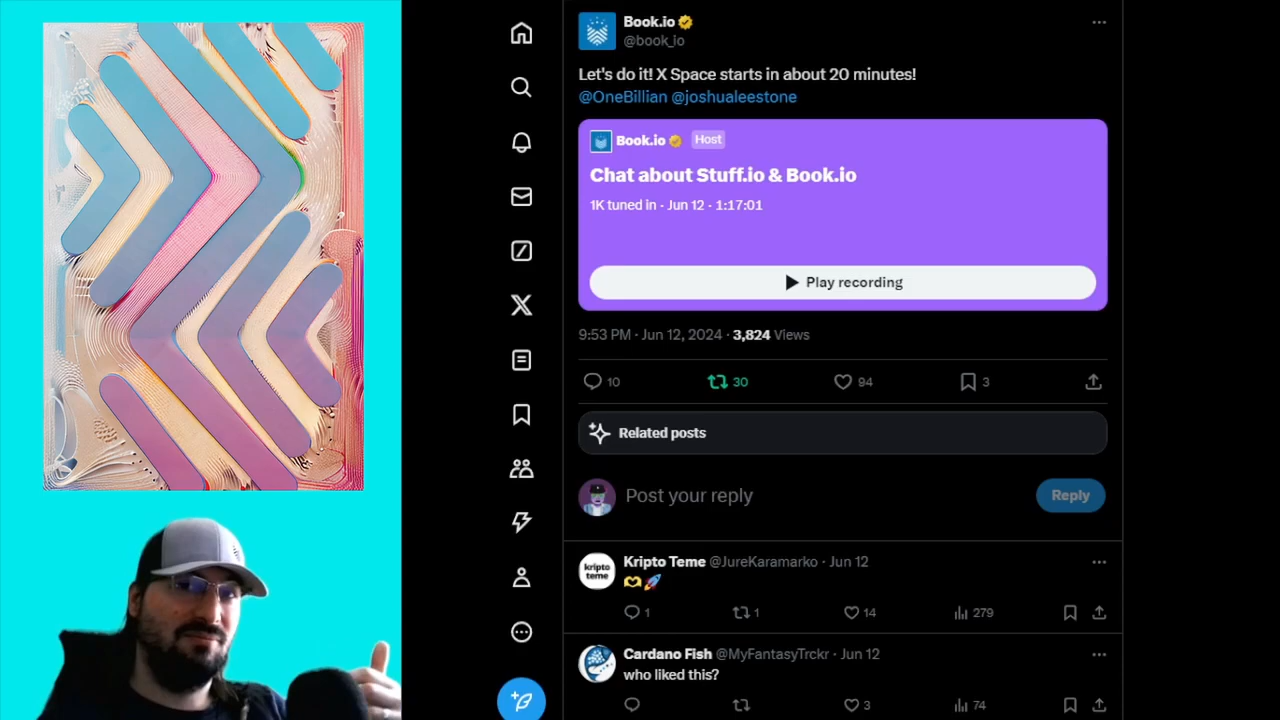 Book.io
@book_io
Let's do it! X Space starts in about 20 minutes!
@OneBillian @joshualeestone
Book.io Host
Chat about Stuff.io & Book.io
1K tuned in · Jun 12 · 1:17:01
Play recording
9:53 PM · Jun 12, 2024 · 3,824 Views
10 30 94 3
Related posts
Post your reply
Reply
kripto teme
Kripto Teme @JureKaramarko · Jun 12
1 1 14 279
Cardano Fish @MyFantasyTrckr · Jun 12
who liked this?
3 74